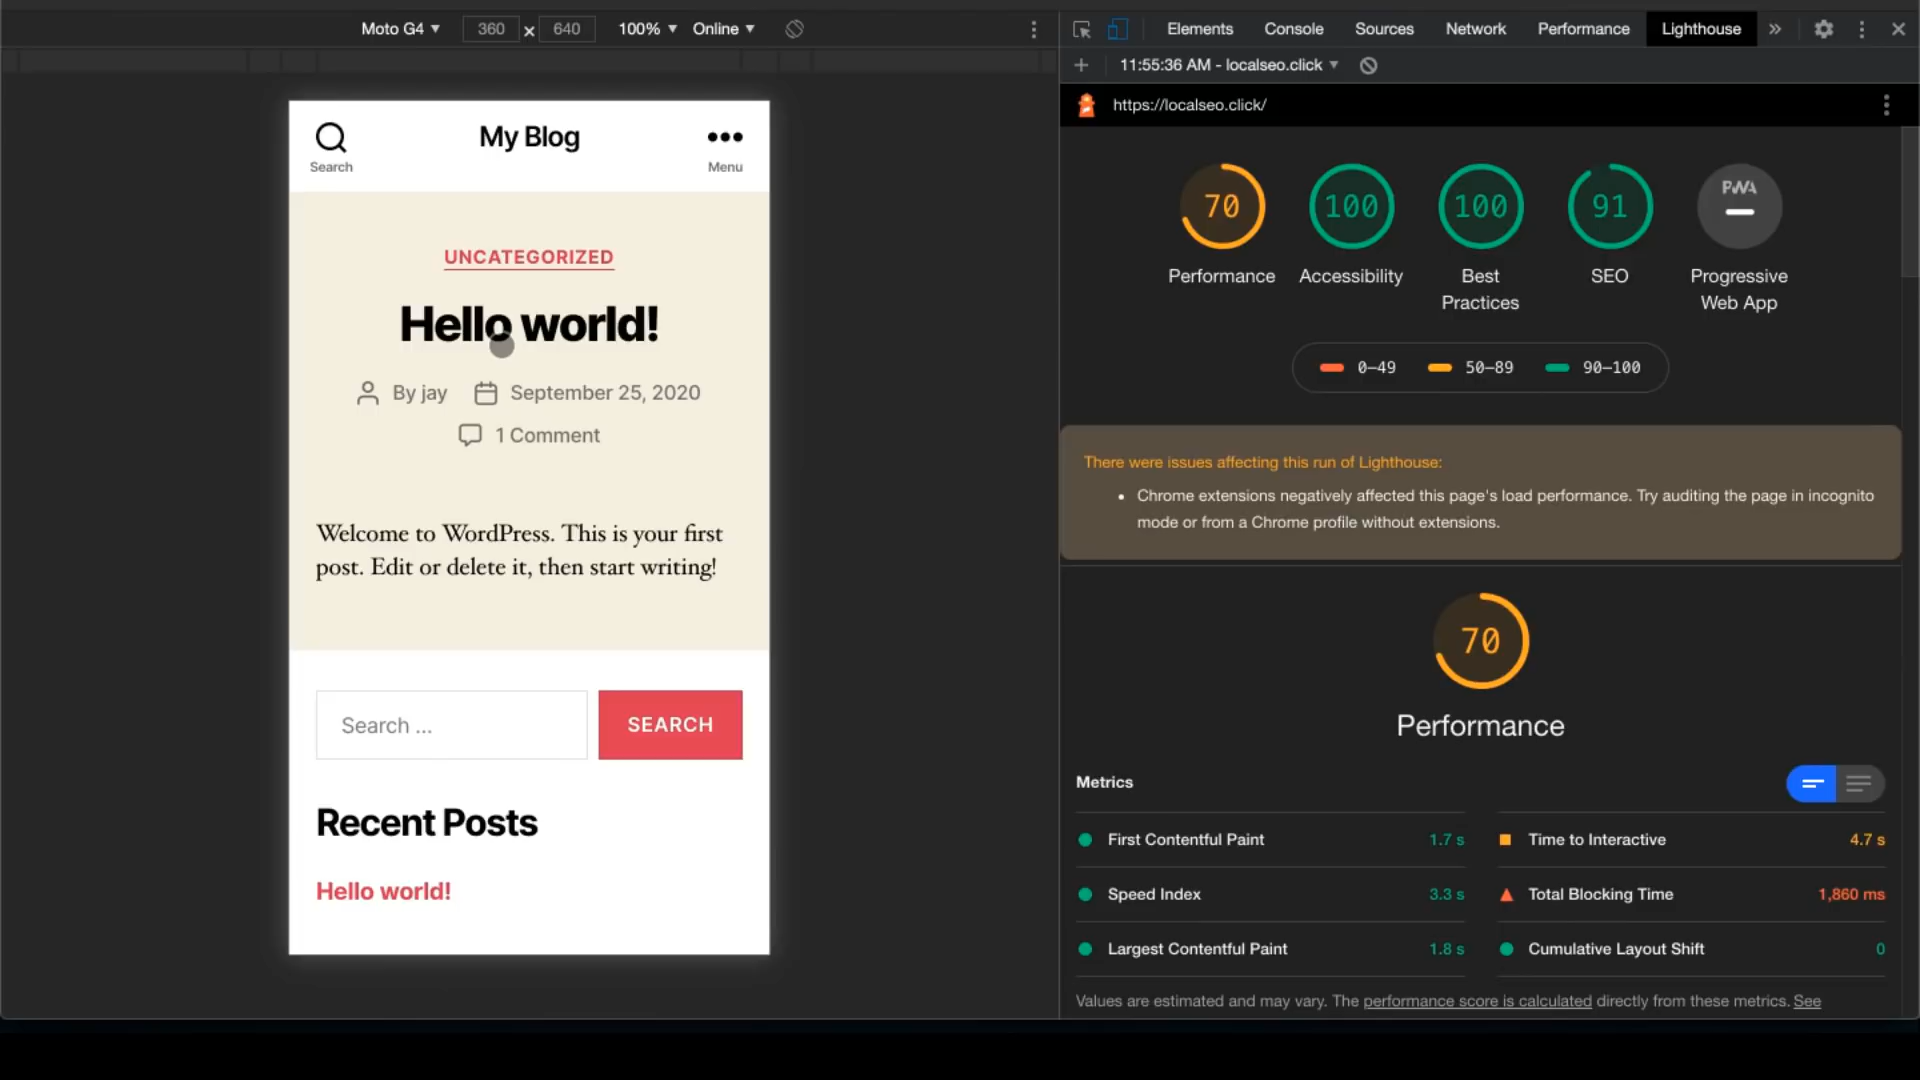 Moto G4 360 x 640 100% Online
Elements Console Sources Network Performance Lighthouse
11:55:36 AM - localseo.click
https://localseo.click/
Search
My Blog
Menu
UNCATEGORIZED
Hello world!
By jay September 25, 2020
1 Comment
Welcome to WordPress. This is your first
post. Edit or delete it, then start writing!
Search ... SEARCH
Recent Posts
Hello world!
70 100 100 91 PWA
Performance Accessibility Best Practices SEO Progressive Web App
0–49 50–89 90–100
There were issues affecting this run of Lighthouse:
Chrome extensions negatively affected this page's load performance. Try auditing the page in incognito
mode or from a Chrome profile without extensions.
70
Performance
Metrics
First Contentful Paint 1.7 s
Time to Interactive 4.7 s
Speed Index 3.3 s
Total Blocking Time 1,860 ms
Largest Contentful Paint 1.8 s
Cumulative Layout Shift 0
Values are estimated and may vary. The performance score is calculated directly from these metrics. See